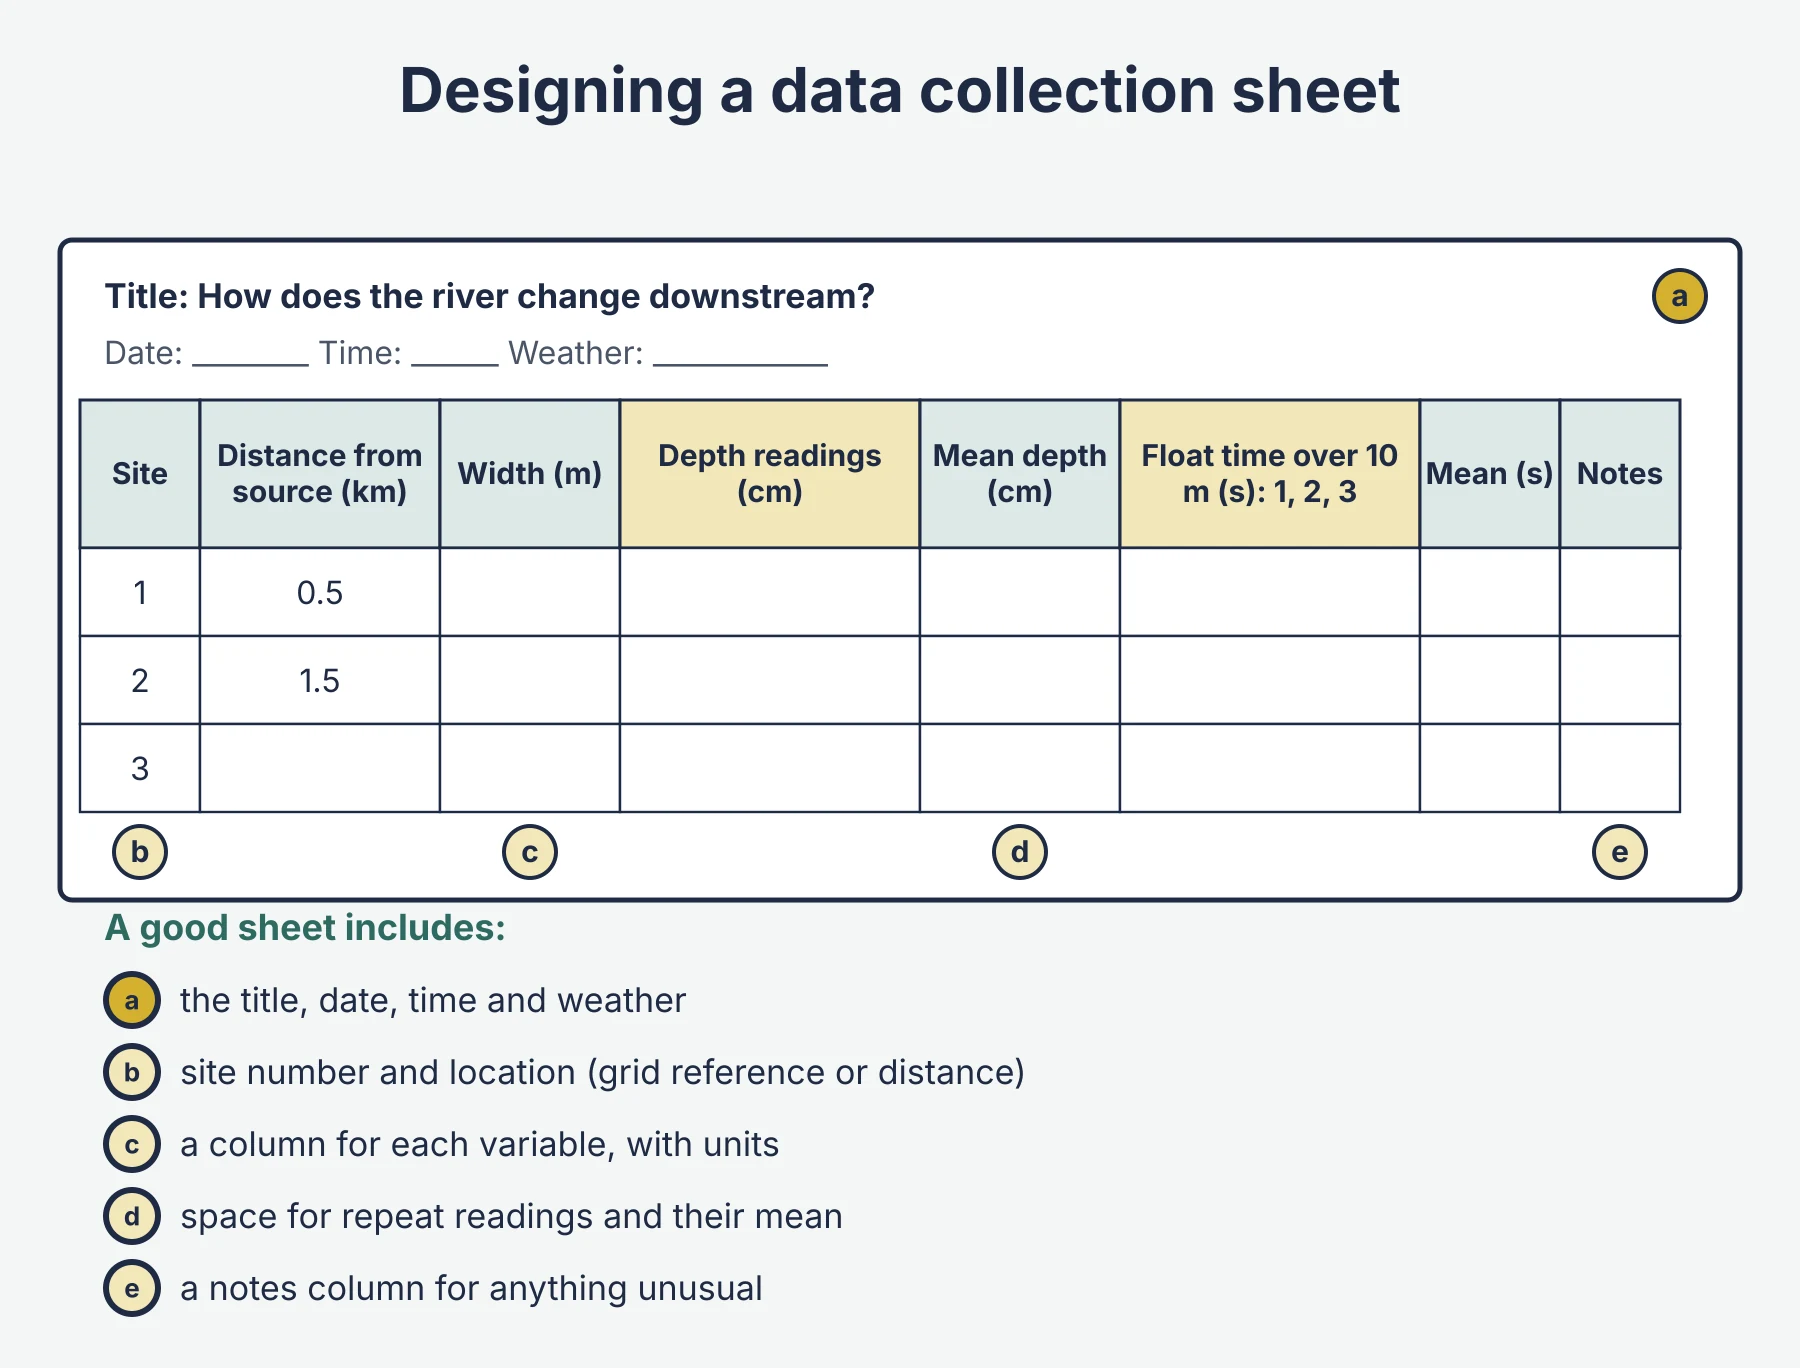 Designing a data collection sheet
Title: How does the river change downstream?
a
Date: ________ Time: ______ Weather: ____________
Site
Distance from
source (km)
Width (m)
Depth readings
(cm)
Mean depth
(cm)
Float time over 10
m (s): 1, 2, 3
Mean (s)
Notes
1
0.5
2
1.5
3
b
c
d
e
A good sheet includes:
a the title, date, time and weather
b site number and location (grid reference or distance)
c a column for each variable, with units
d space for repeat readings and their mean
e a notes column for anything unusual